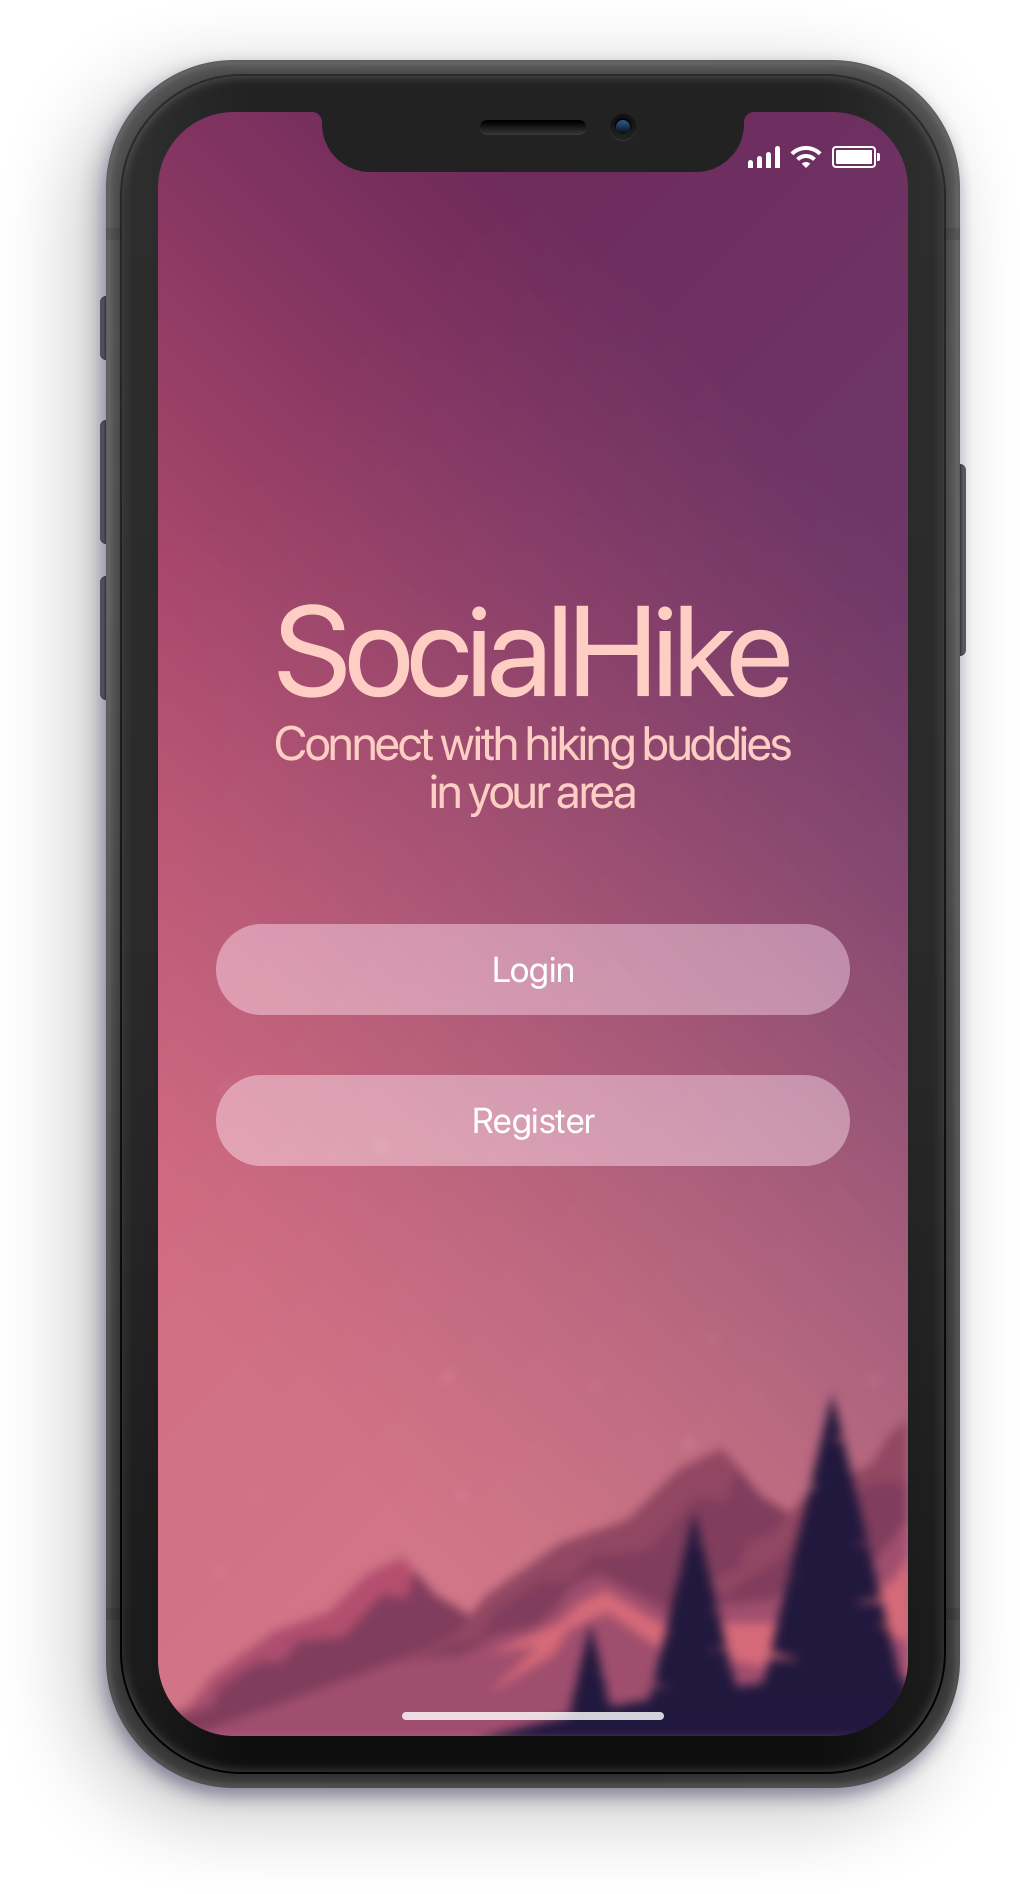 SocialHike
Connect with hiking buddies
in your area
Login
Register